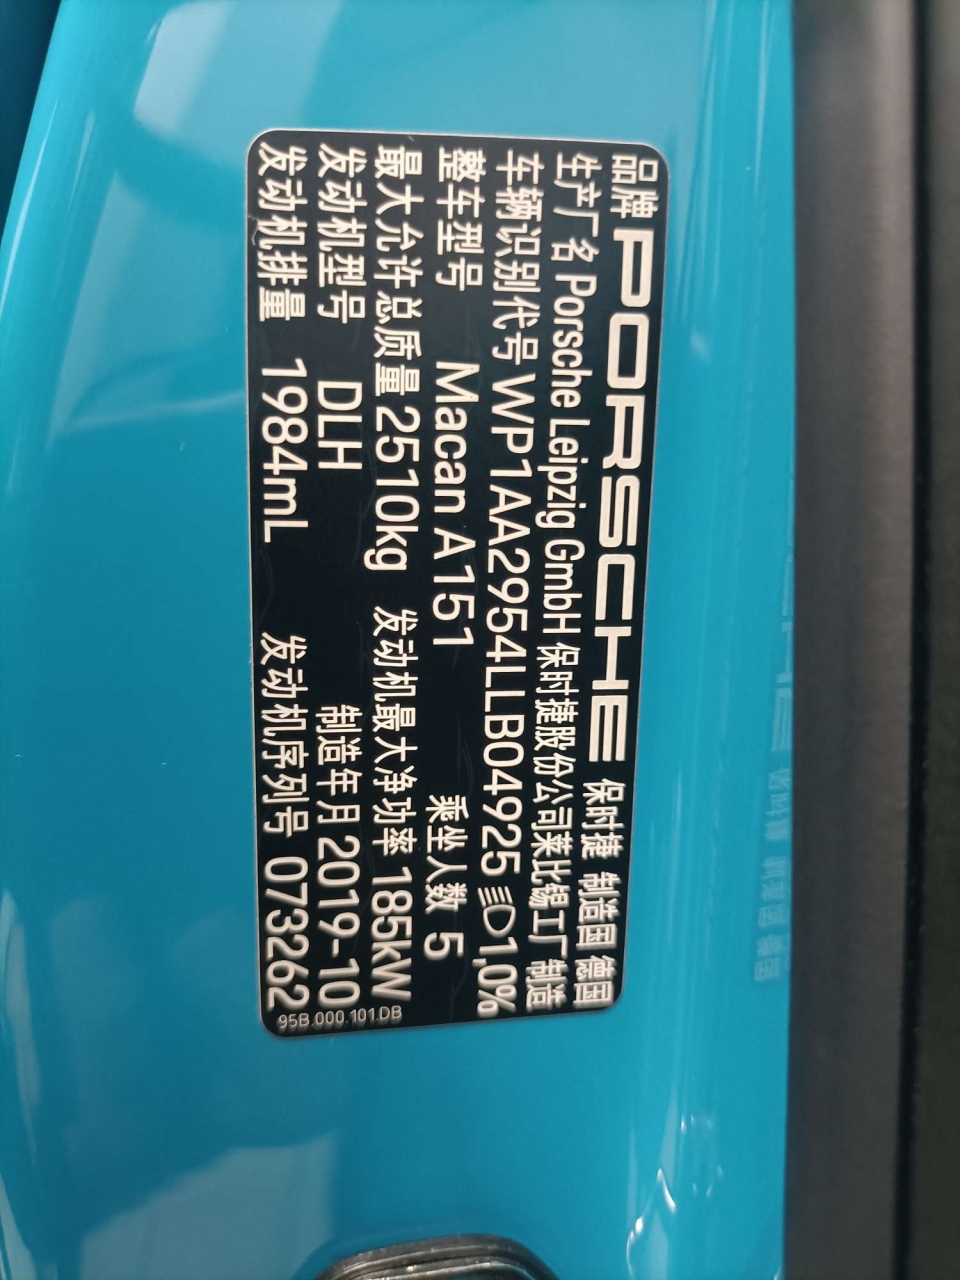 品牌 PORSCHE 保时捷 制造国 德国
生产厂名 Porsche Leipzig GmbH 保时捷股份公司莱比锡工厂 制造
车辆识别代号 WP1AA2954LLB04925 1,0%
整车型号 Macan A151 乘坐人数 5
最大允许总质量 2510kg 发动机最大净功率 185kW
发动机型号 DLH 制造年月 2019-10
发动机排量 1984mL 发动机序列号 073262
95B.000.101.DB